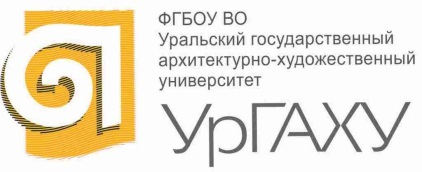 ФГБОУ ВО
Уральский государственный
архитектурно-художественный
университет
УрГАХУ